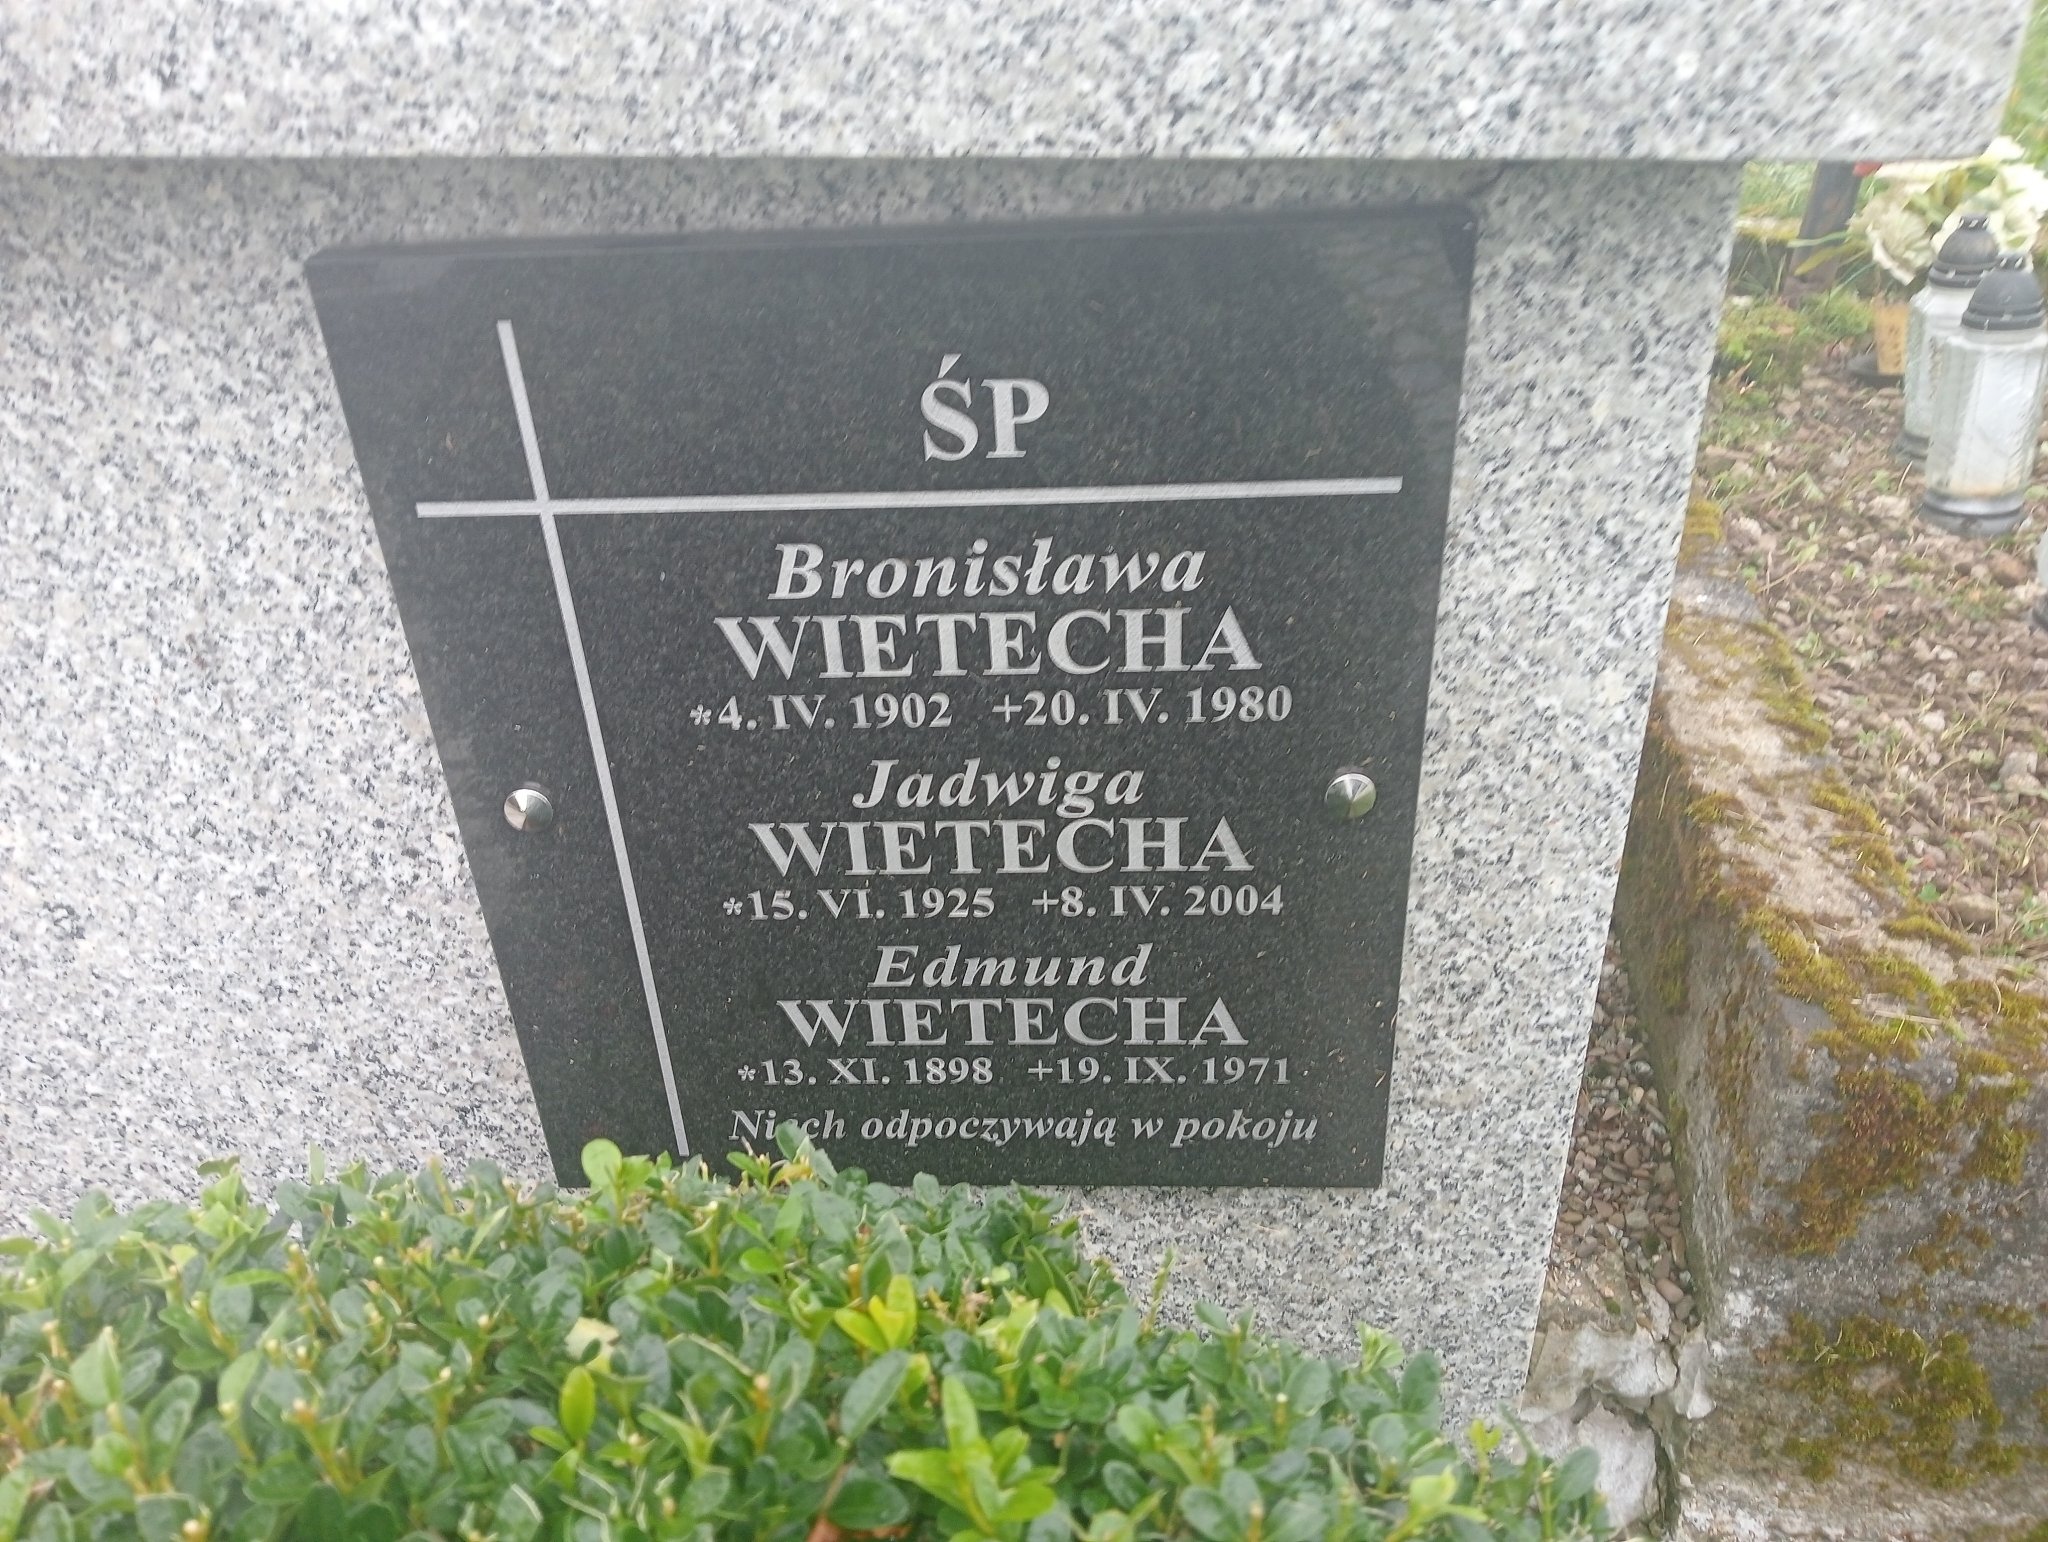 ŚP
Bronisława
WIETECHA
*4. IV. 1902 +20. IV. 1980
Jadwiga
WIETECHA
*15. VI. 1925 +8. IV. 2004
Edmund
WIETECHA
*13. XI. 1898 +19. IX. 1971
Niech odpoczywają w pokoju